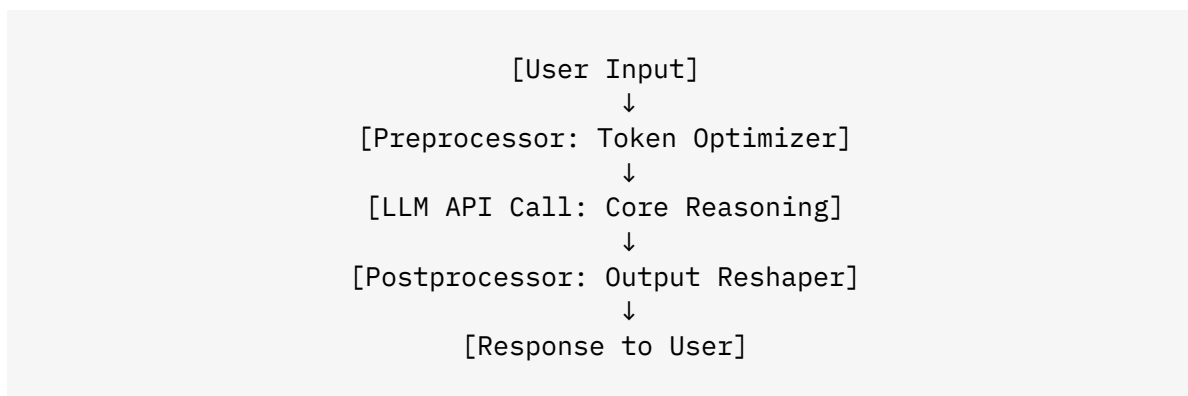 [User Input]
↓
[Preprocessor: Token Optimizer]
↓
[LLM API Call: Core Reasoning]
↓
[Postprocessor: Output Reshaper]
↓
[Response to User]